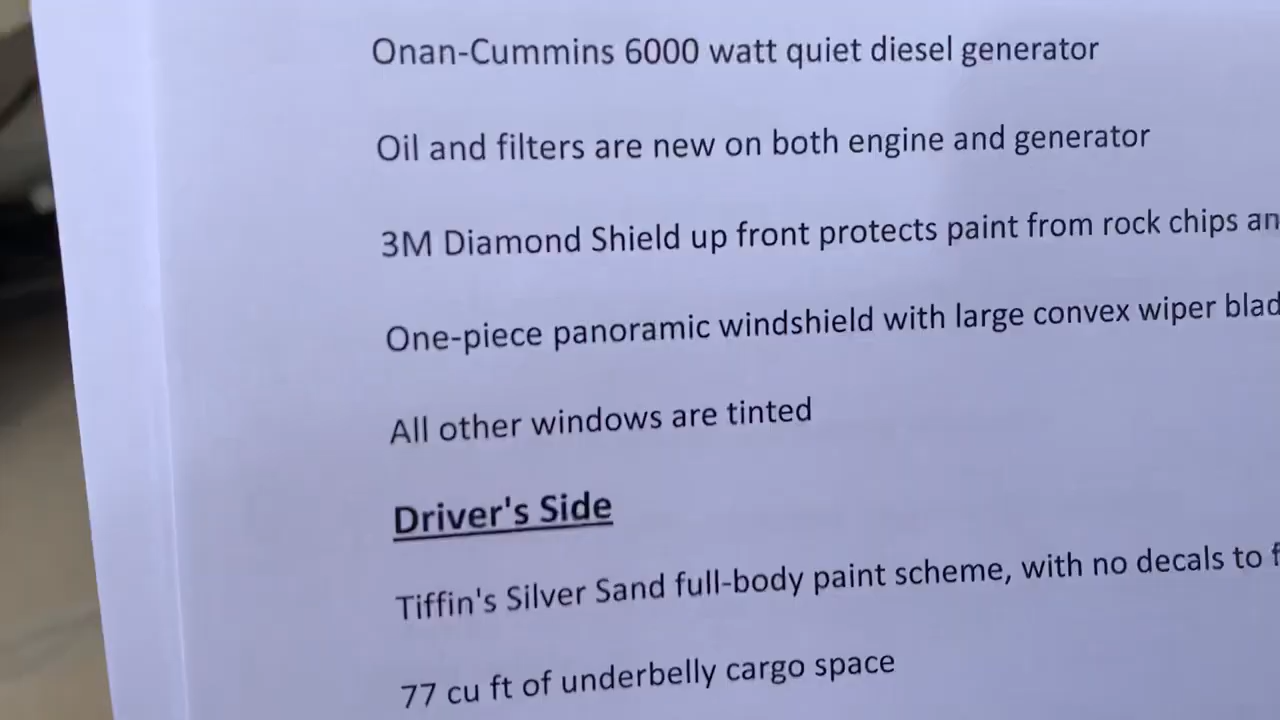 Onan-Cummins 6000 watt quiet diesel generator
Oil and filters are new on both engine and generator
3M Diamond Shield up front protects paint from rock chips
One-piece panoramic windshield with large convex wiper
All other windows are tinted
Driver's Side
Tiffin's Silver Sand full-body paint scheme, with no decals to
77 cu ft of underbelly cargo space